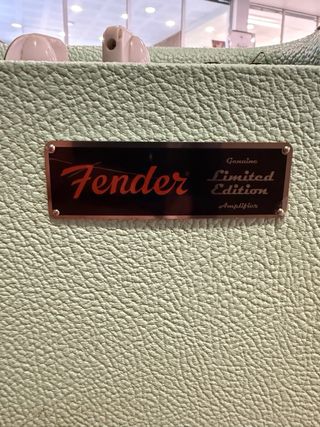 Fender
Genuine
Limited
Edition
Amplifier